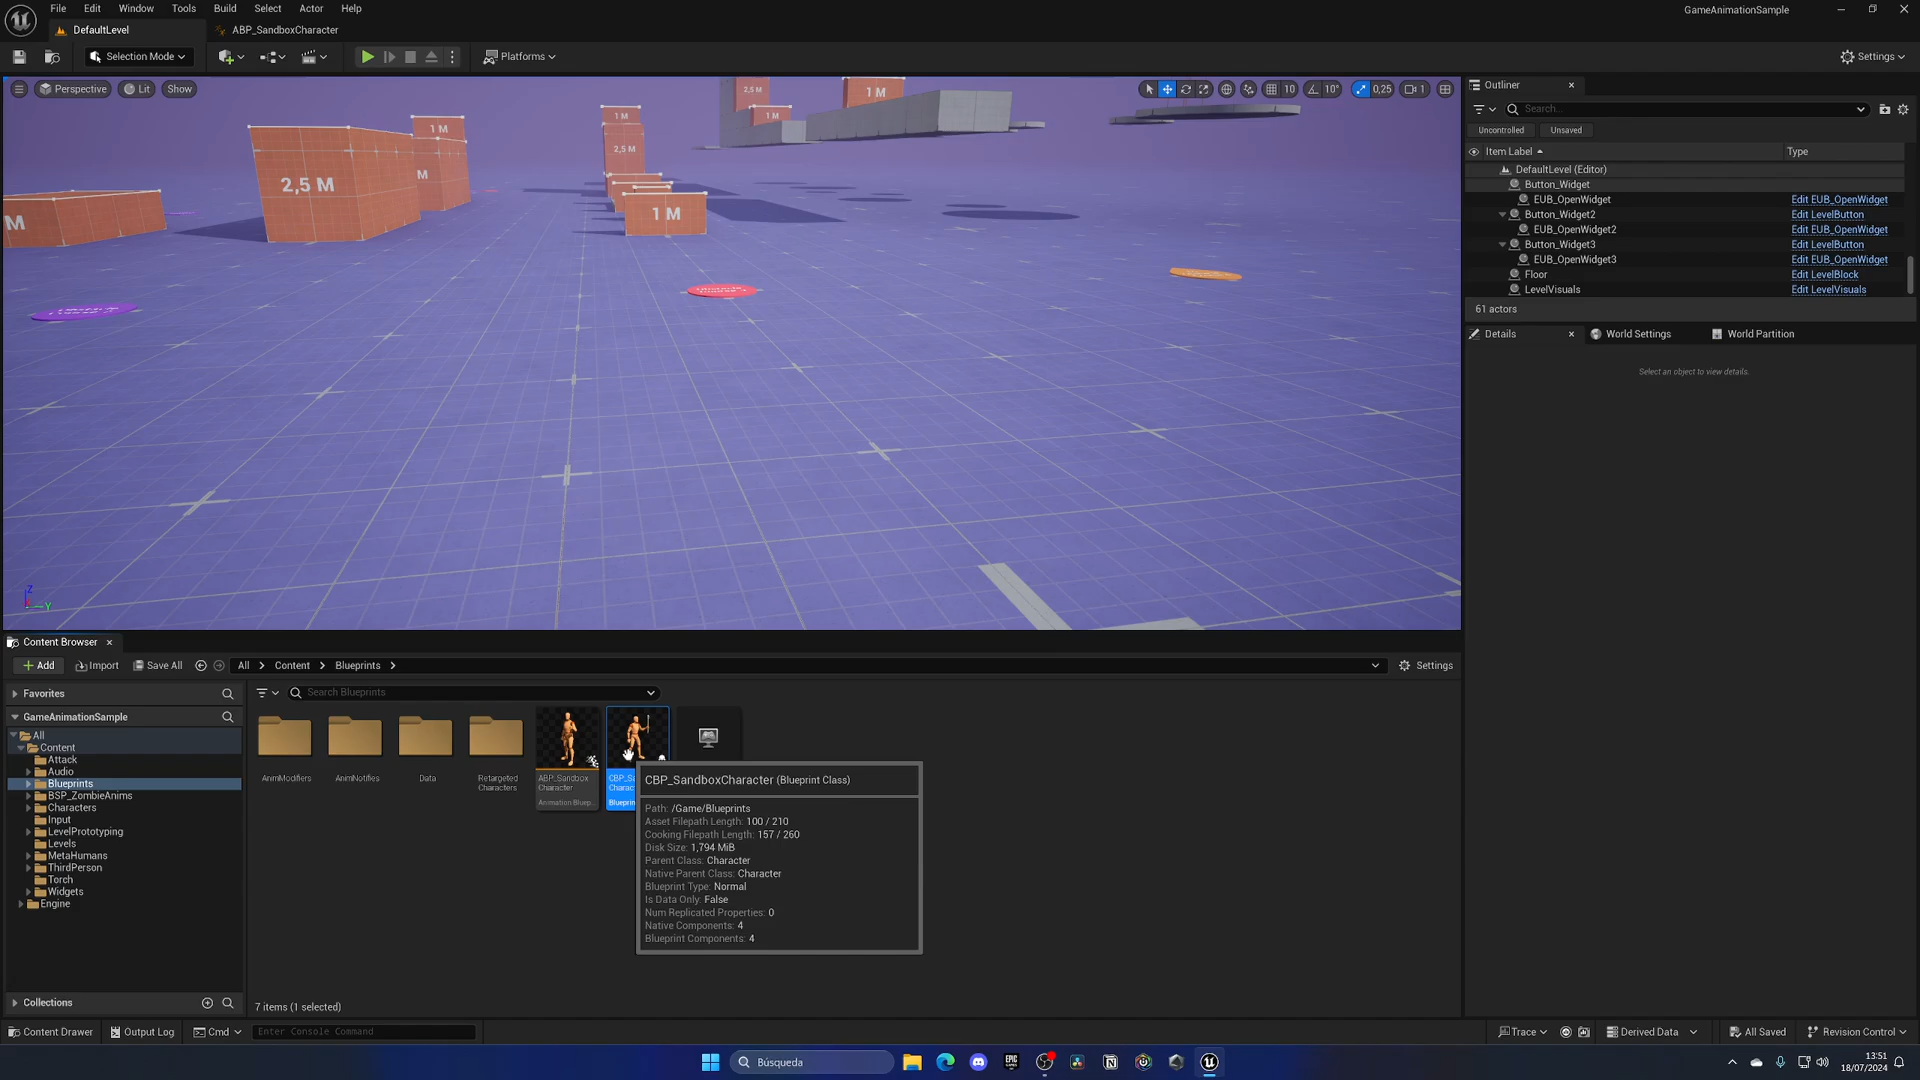 File Edit Window Tools Build Select Actor Help
GameAnimationSample
DefaultLevel
ABP_SandboxCharacter
Selection Mode
Platforms
Settings
Perspective
Lit
Show
10
10°
0,25
1
2,5 M
1 M
1 M
1 M
1 M
2,5 M
M
2,5 M
M
1 M
Z
Y
Outliner
Search...
Uncontrolled
Unsaved
Item Label
Type
DefaultLevel (Editor)
Button_Widget
EUB_OpenWidget Edit EUB_OpenWidget
Button_Widget2 Edit LevelButton
EUB_OpenWidget2 Edit EUB_OpenWidget
Button_Widget3 Edit LevelButton
EUB_OpenWidget3 Edit EUB_OpenWidget
Floor Edit LevelBlock
LevelVisuals Edit LevelVisuals
61 actors
Details
World Settings
World Partition
Select an object to view details.
Content Browser
Add
Import
Save All
All
Content
Blueprints
Settings
Favorites
GameAnimationSample
All
Content
Attack
Audio
Blueprints
BSP_ZombieAnims
Characters
Input
LevelPrototyping
Levels
MetaHumans
ThirdPerson
Torch
Widgets
Engine
Collections
Search Blueprints
AnimModifiers
AnimNotifies
Data
Retargeted
Characters
ABP_Sandbox
Character
Animation Bluep...
CBP_Sa
Charac
Blueprin
CBP_SandboxCharacter (Blueprint Class)
Path: /Game/Blueprints
Asset Filepath Length: 100 / 210
Cooking Filepath Length: 157 / 260
Disk Size: 1,794 MiB
Parent Class: Character
Native Parent Class: Character
Blueprint Type: Normal
Is Data Only: False
Num Replicated Properties: 0
Native Components: 4
Blueprint Components: 4
7 items (1 selected)
Content Drawer
Output Log
Cmd
Enter Console Command
Trace
Derived Data
All Saved
Revision Control
Búsqueda
EPIC
13:51
18/07/2024